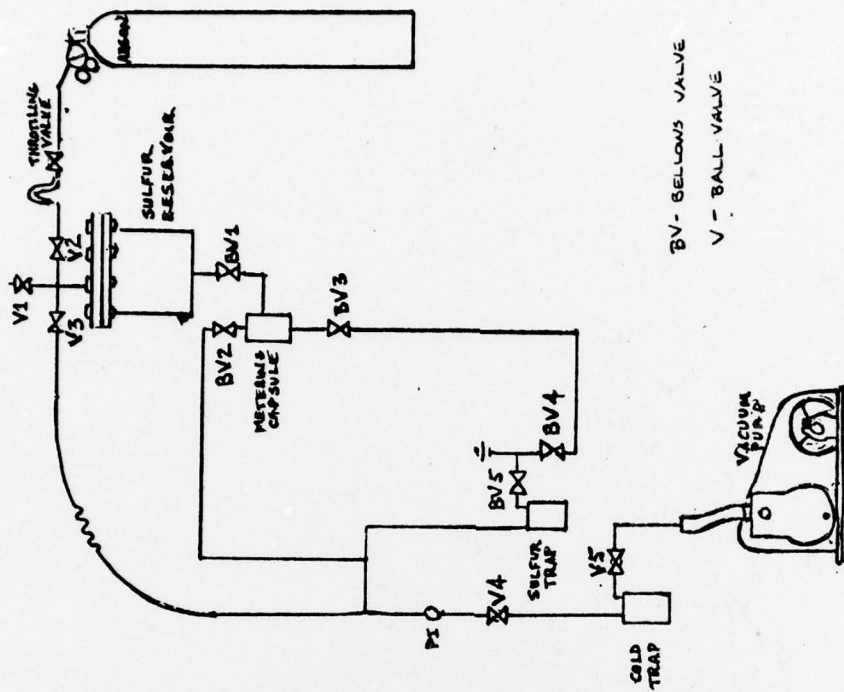 ARGON
THROTTLING
VALVE
V1
V2
V3
SULFUR
RESERVOIR
BV1
BV2
BV3
METERING
CAPSULE
BV4
BV5
SULFUR
TRAP
PI
V4
V5
COLD
TRAP
VACUUM
PUMP
BV - BELLOWS VALVE
V - BALL VALVE